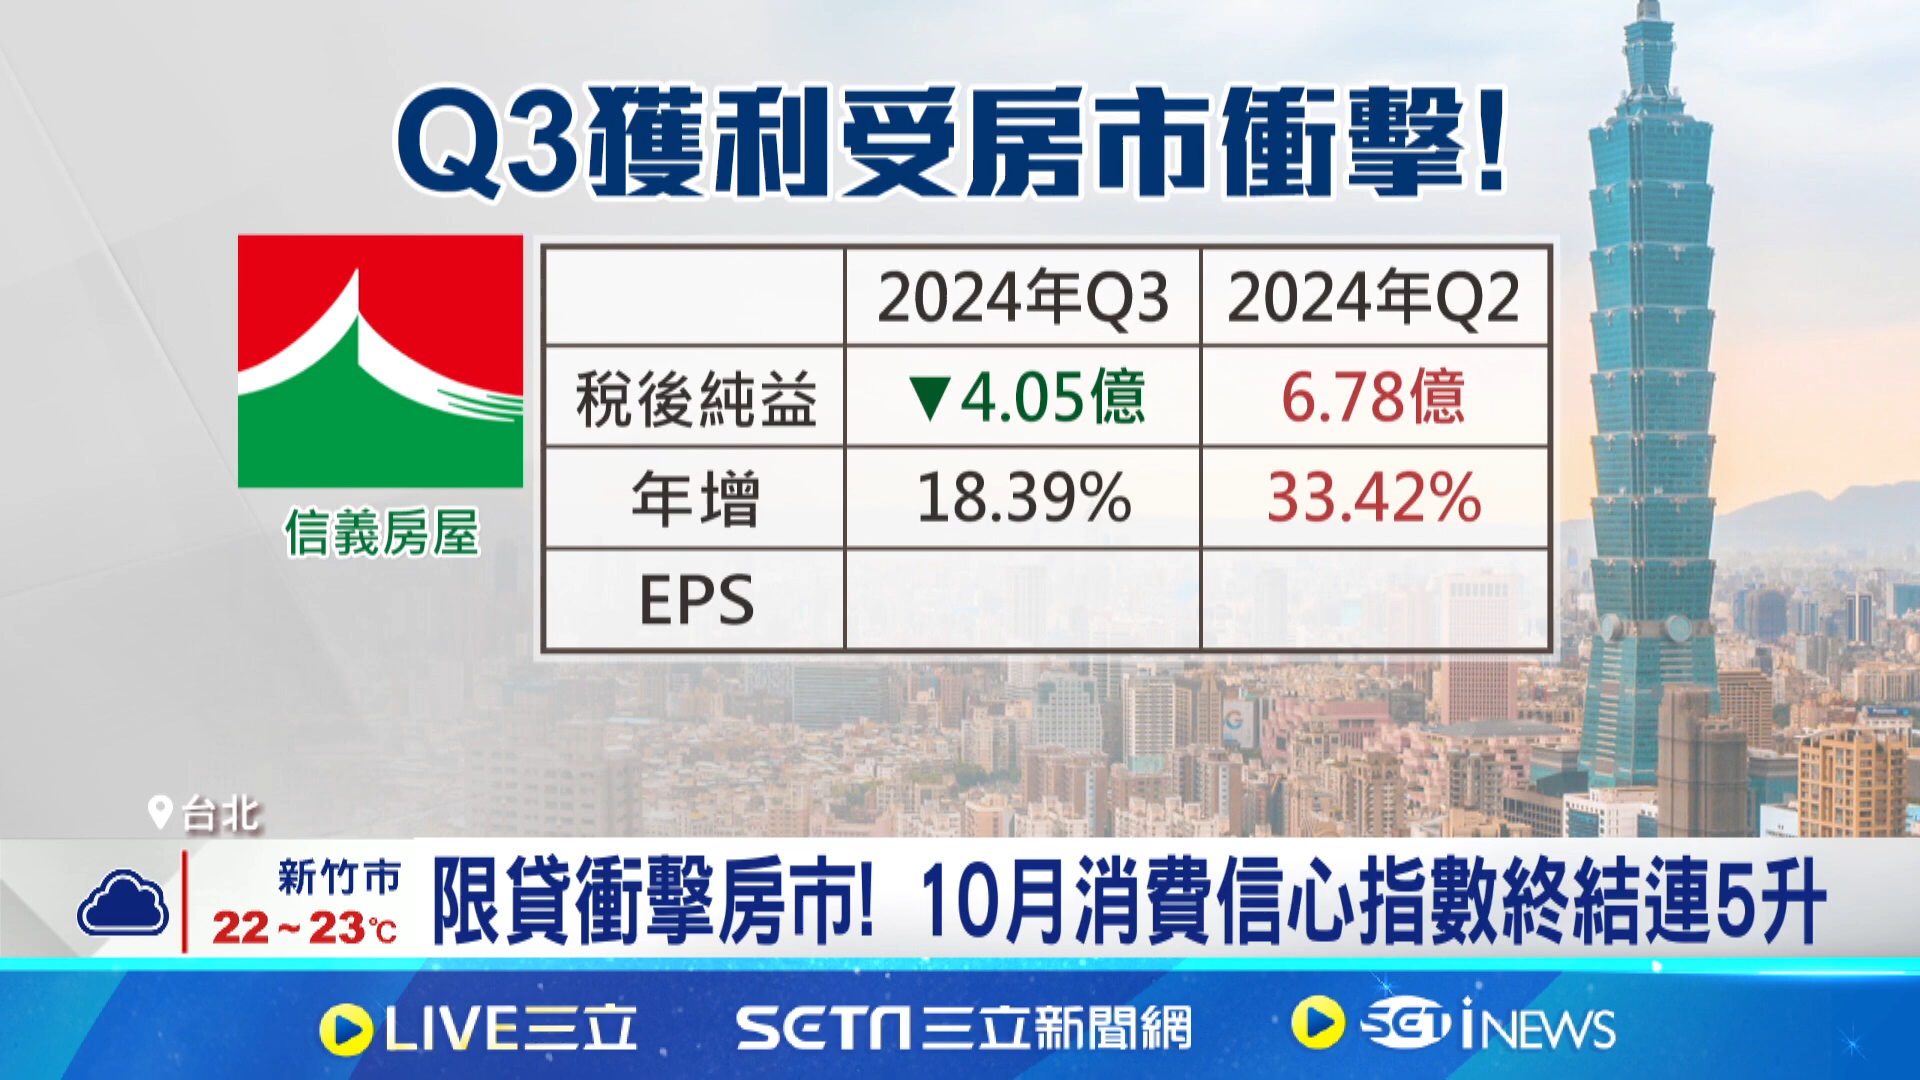 Q3獲利受房市衝擊!
信義房屋
2024年Q3 2024年Q2
稅後純益 ▼4.05億 6.78億
年增 18.39% 33.42%
EPS
台北
新竹市
22~23℃
限貸衝擊房市! 10月消費信心指數終結連5升
LIVE三立
SETN三立新聞網
SET iNEWS